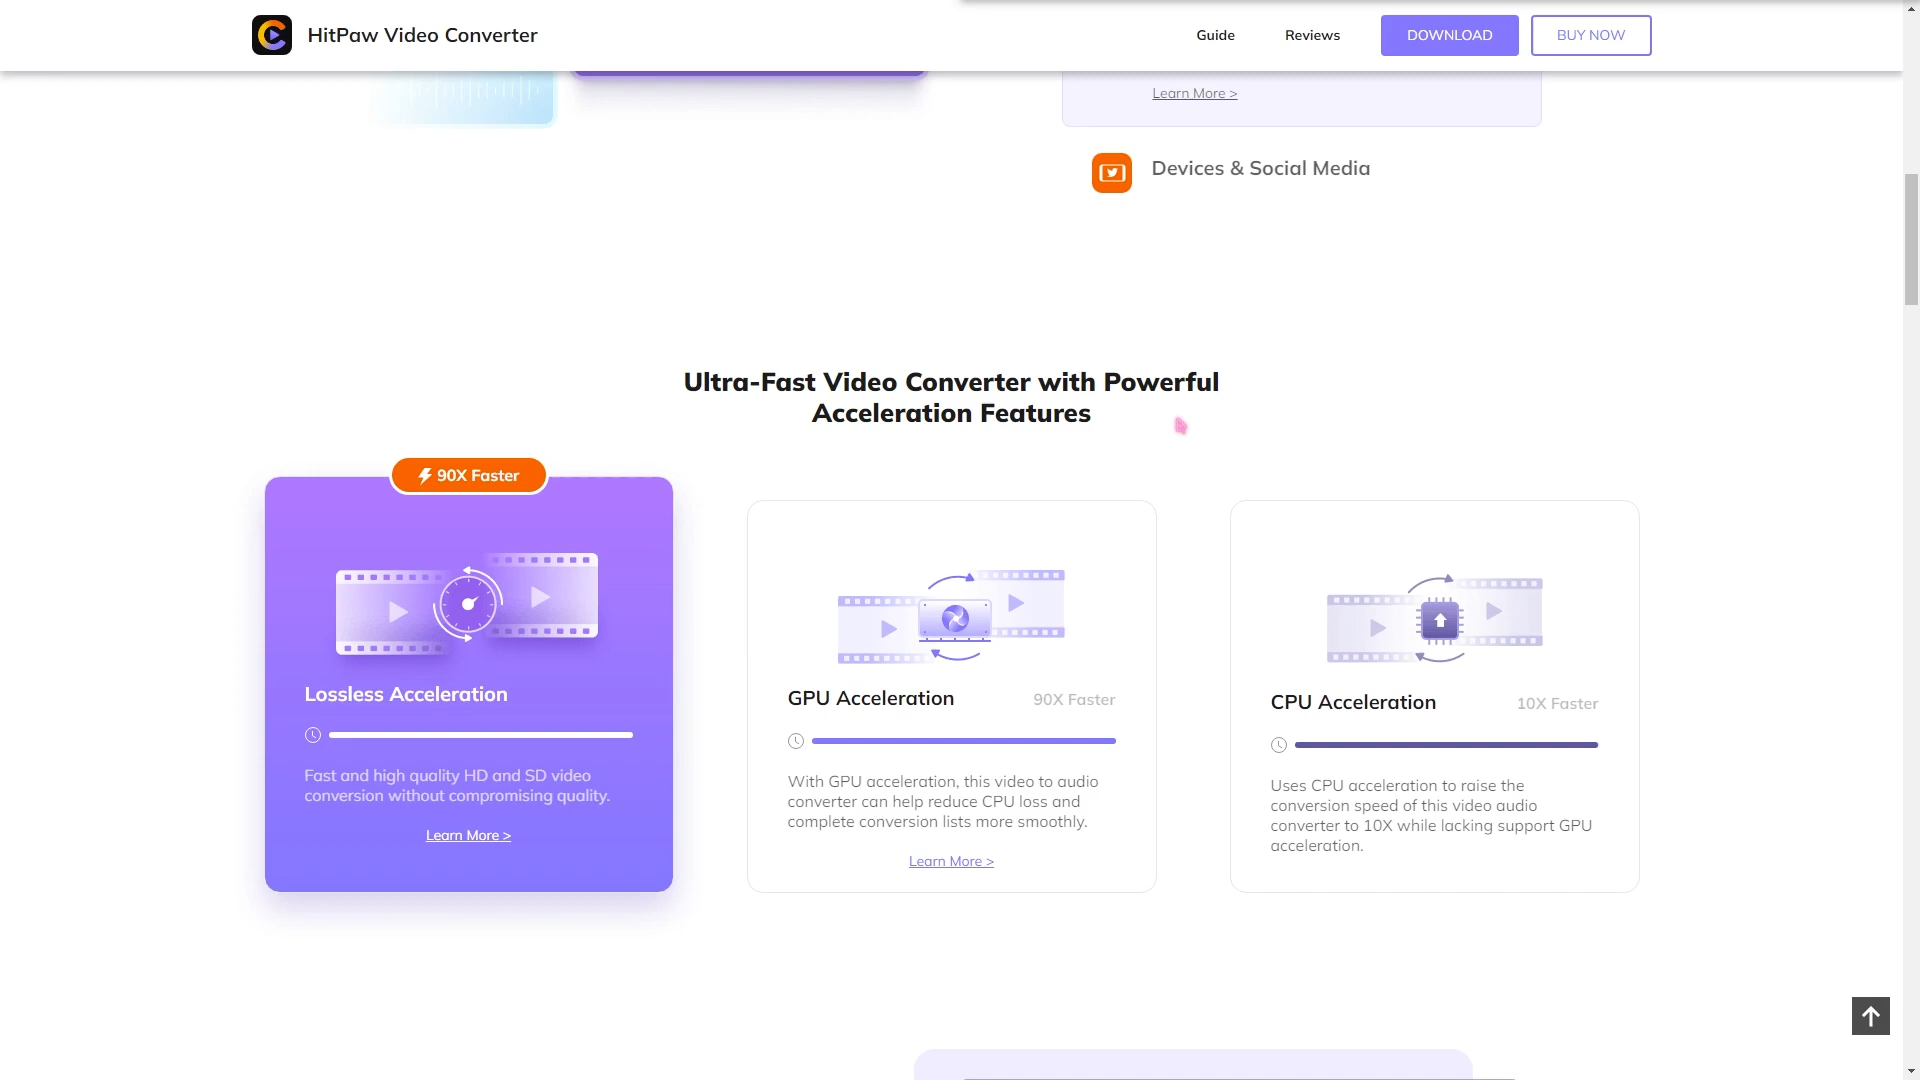 HitPaw Video Converter
Guide
Reviews
DOWNLOAD
BUY NOW
Learn More >
Devices & Social Media
Ultra-Fast Video Converter with Powerful
Acceleration Features
90X Faster
Lossless Acceleration
Fast and high quality HD and SD video
conversion without compromising quality.
Learn More >
GPU Acceleration
90X Faster
With GPU acceleration, this video to audio
converter can help reduce CPU loss and
complete conversion lists more smoothly.
Learn More >
CPU Acceleration
10X Faster
Uses CPU acceleration to raise the
conversion speed of this video audio
converter to 10X while lacking support GPU
acceleration.